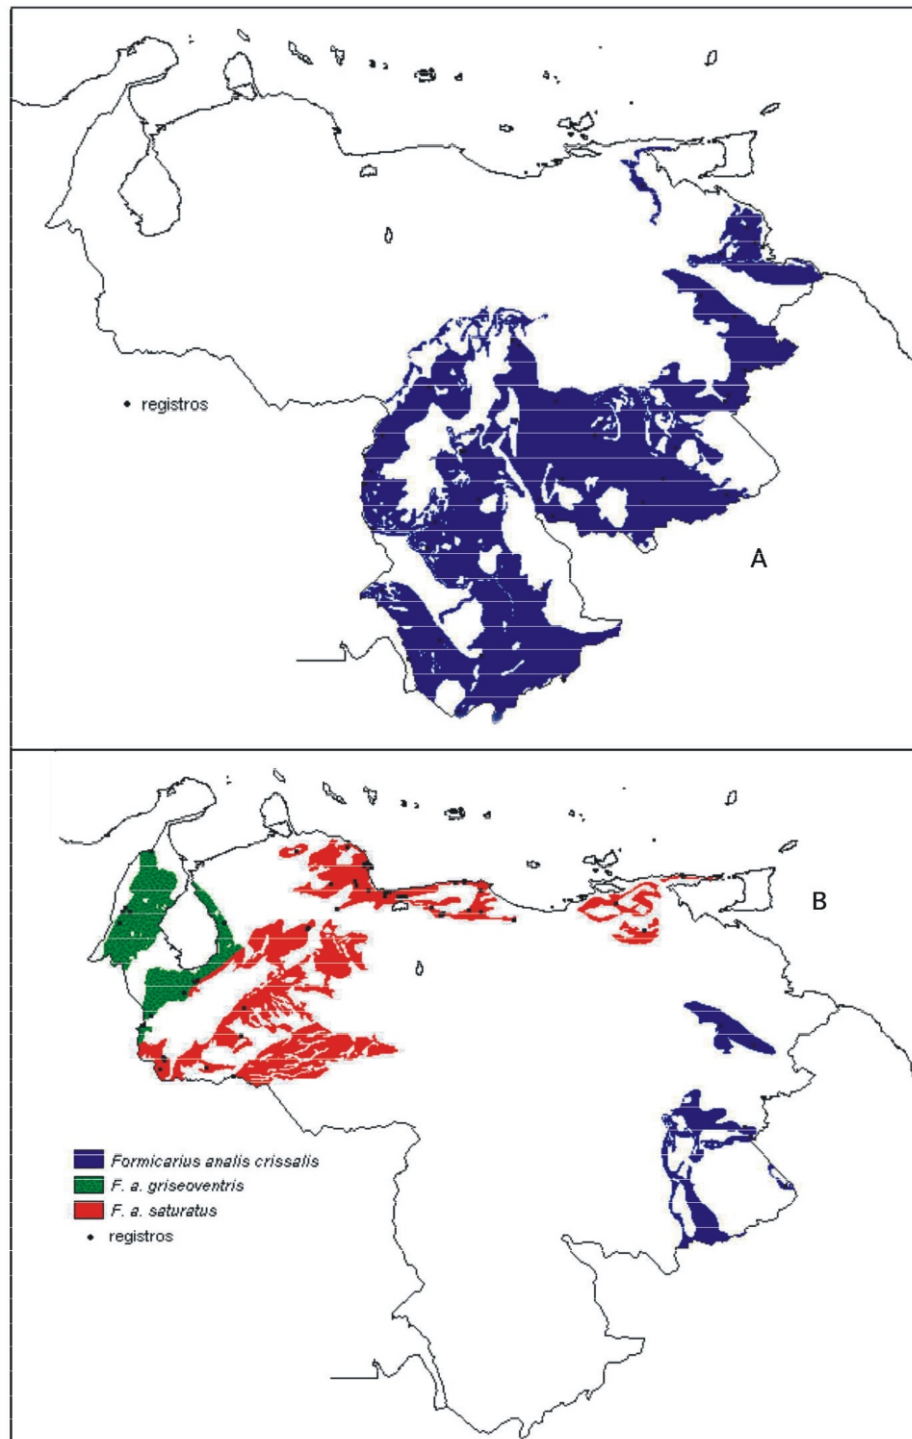 • registros
A
B
Formicarius analis crissalis
F. a. griseoventris
F. a. saturatus
• registros